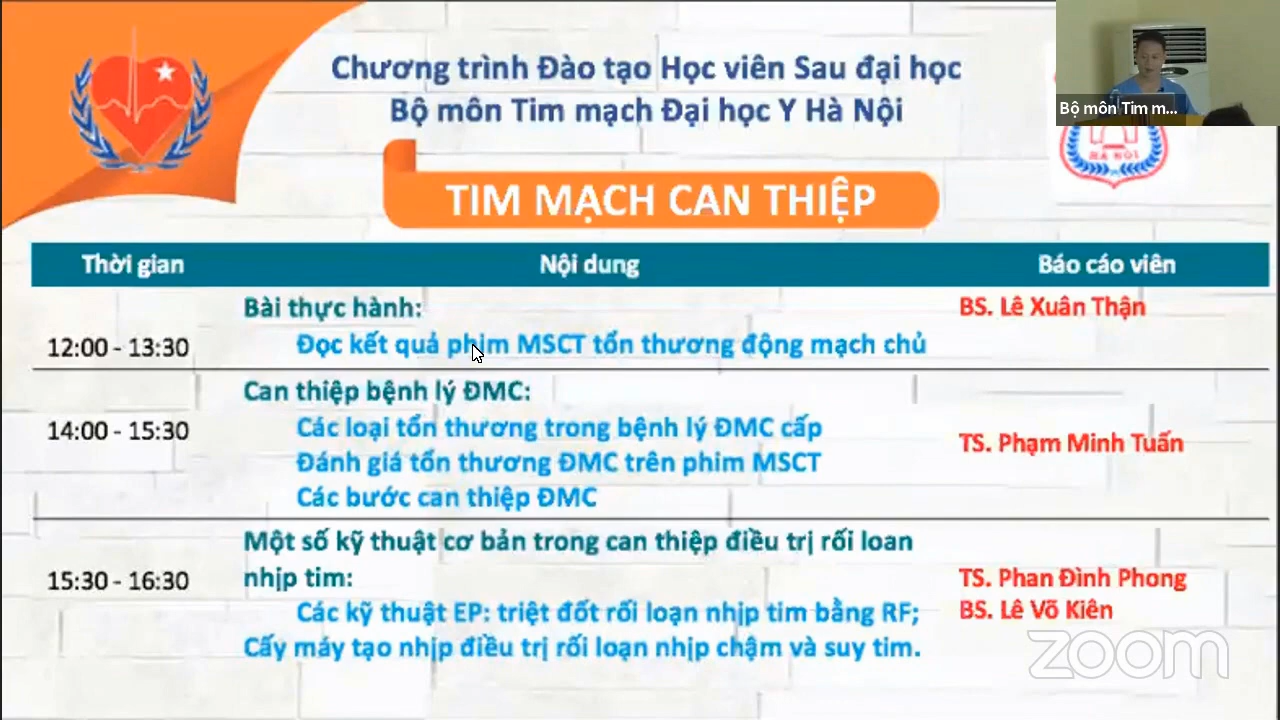 Chương trình Đào tạo Học viên Sau đại học
Bộ môn Tim mạch Đại học Y Hà Nội
Bộ môn Tim m...
HÀ NỘI
TIM MẠCH CAN THIỆP
Thời gian Nội dung Báo cáo viên
Bài thực hành: BS. Lê Xuân Thận
12:00 - 13:30 Đọc kết quả phim MSCT tổn thương động mạch chủ
Can thiệp bệnh lý ĐMC:
14:00 - 15:30 Các loại tổn thương trong bệnh lý ĐMC cấp
TS. Phạm Minh Tuấn
Đánh giá tổn thương ĐMC trên phim MSCT
Các bước can thiệp ĐMC
Một số kỹ thuật cơ bản trong can thiệp điều trị rối loan
15:30 - 16:30 nhịp tim: TS. Phan Đình Phong
Các kỹ thuật EP: triệt đốt rối loạn nhịp tim bằng RF; BS. Lê Võ Kiên
Cấy máy tạo nhịp điều trị rối loạn nhịp chậm và suy tim.
zoom